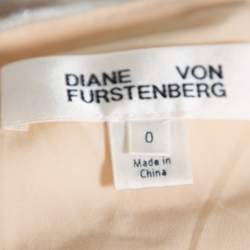 DIANE VON
FURSTENBERG
0
Made in
China